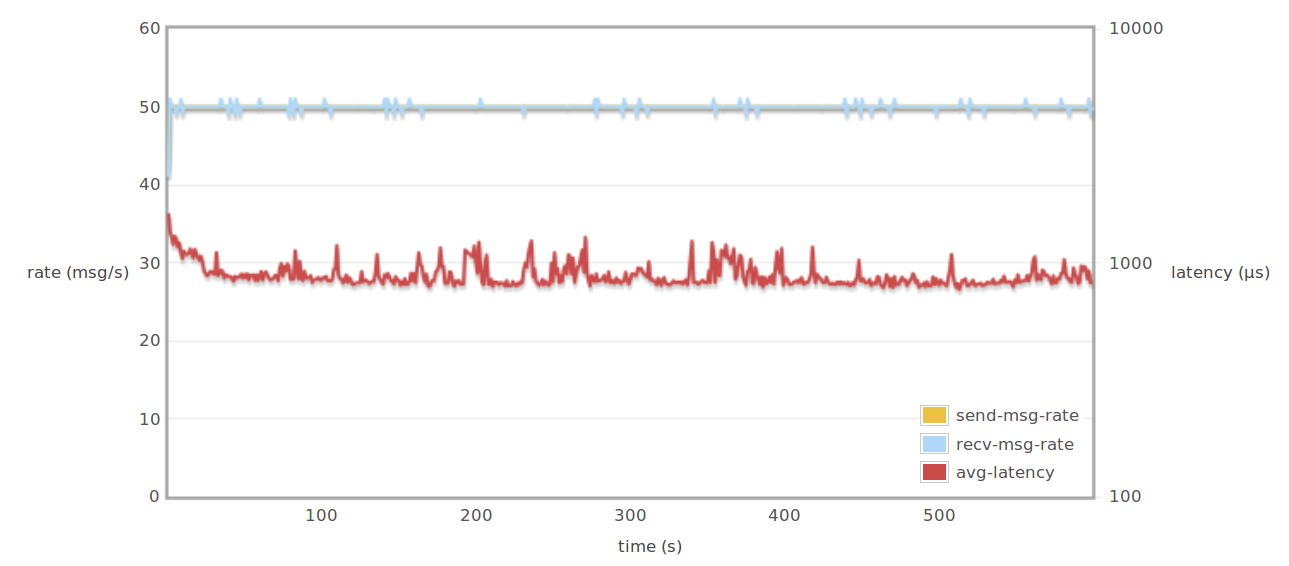 60
50
40
30
20
10
0
rate (msg/s)
10000
1000
100
latency (μs)
send-msg-rate
recv-msg-rate
avg-latency
100 200 300 400 500
time (s)